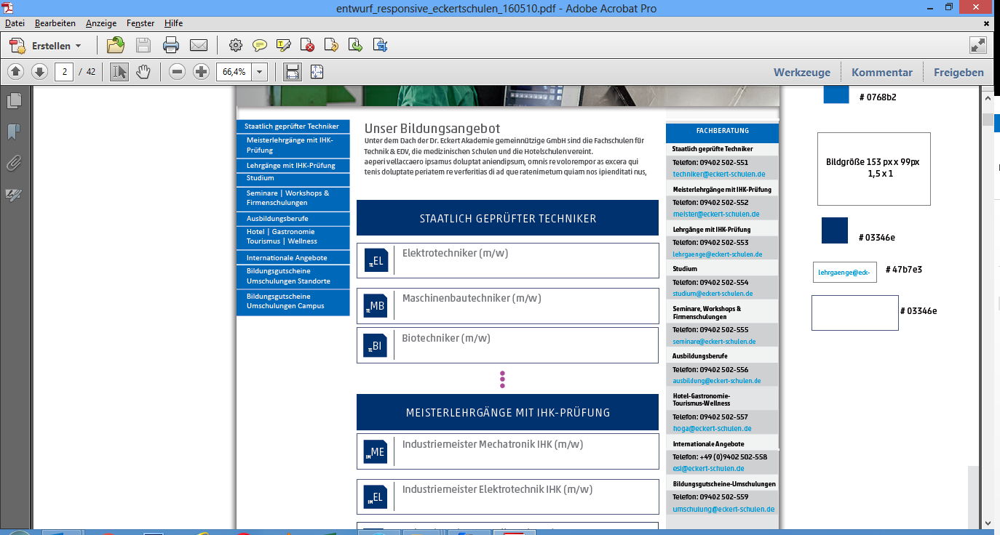 entwurf_responsive_eckertschulen_160510.pdf - Adobe Acrobat Pro
Datei Bearbeiten Anzeige Fenster Hilfe
Erstellen
2 / 42
66,4%
Werkzeuge Kommentar Freigeben
Staatlich geprüfter Techniker
Meisterlehrgänge mit IHK-
Prüfung
Lehrgänge mit IHK-Prüfung
Studium
Seminare | Workshops &
Firmenschulungen
Ausbildungsberufe
Hotel | Gastronomie
Tourismus | Wellness
Internationale Angebote
Bildungsgutscheine
Umschulungen Standorte
Bildungsgutscheine
Umschulungen Campus
Unser Bildungsangebot
Unter dem Dach der Dr. Eckert Akademie gemeinnützige GmbH sind die Fachschulen für
Technik & EDV, die medizinischen Schulen und die Hotelschulen vereint.
aeperi vellaccaero ipsamus doluptat aniendipsum, omnis re volorempor as excera qui
tenis doluptate periatem re verferitias di ad que ratenimetum quiam nos ipienditati nus,
STAATLICH GEPRÜFTER TECHNIKER
TE EL
Elektrotechniker (m/w)
TE MB
Maschinenbautechniker (m/w)
TE BI
Biotechniker (m/w)
MEISTERLEHRGÄNGE MIT IHK-PRÜFUNG
IM ME
Industriemeister Mechatronik IHK (m/w)
IM EL
Industriemeister Elektrotechnik IHK (m/w)
FACHBERATUNG
Staatlich geprüfte Techniker
Telefon: 09402 502-551
techniker@eckert-schulen.de
Meisterlehrgänge mit IHK-Prüfung
Telefon: 09402 502-552
meister@eckert-schulen.de
Lehrgänge mit IHK-Prüfung
Telefon: 09402 502-553
lehrgaenge@eckert-schulen.de
Studium
Telefon: 09402 502-554
studium@eckert-schulen.de
Seminare, Workshops &
Firmenschulungen
Telefon: 09402 502-555
seminare@eckert-schulen.de
Ausbildungsberufe
Telefon: 09402 502-556
ausbildung@eckert-schulen.de
Hotel-Gastronomie-
Tourismus-Wellness
Telefon: 09402 502-557
hoga@eckert-schulen.de
Internationale Angebote
Telefon: +49 (0)9402 502-558
esi@eckert-schulen.de
Bildungsgutscheine-Umschulungen
Telefon: 09402 502-559
umschulung@eckert-schulen.de
# 0768b2
Bildgröße 153 px x 99px
1,5 x 1
# 03346e
lehrgaenge@eck-
# 47b7e3
# 03346e